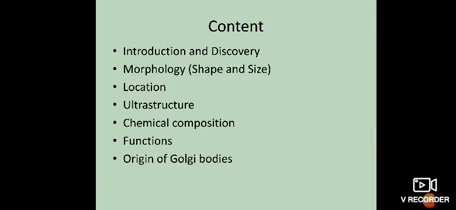 Content
• Introduction and Discovery
• Morphology (Shape and Size)
• Location
• Ultrastructure
• Chemical composition
• Functions
• Origin of Golgi bodies
V RECORDER